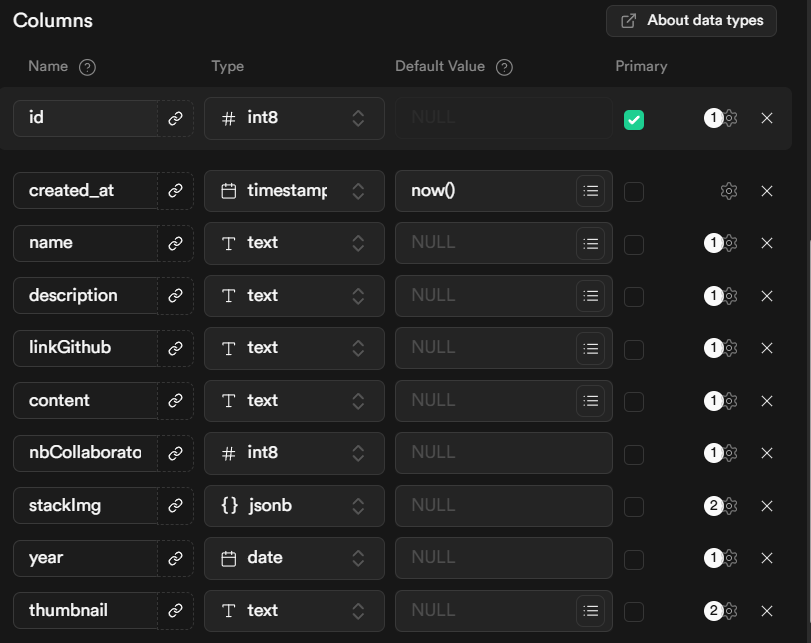 Columns
About data types
Name ? Type Default Value ? Primary
id # int8 NULL 1
created_at timestamp now()
name T text NULL 1
description T text NULL 1
linkGithub T text NULL 1
content T text NULL 1
nbCollaborato # int8 NULL 1
stackImg {} jsonb NULL 2
year date NULL 1
thumbnail T text NULL 2